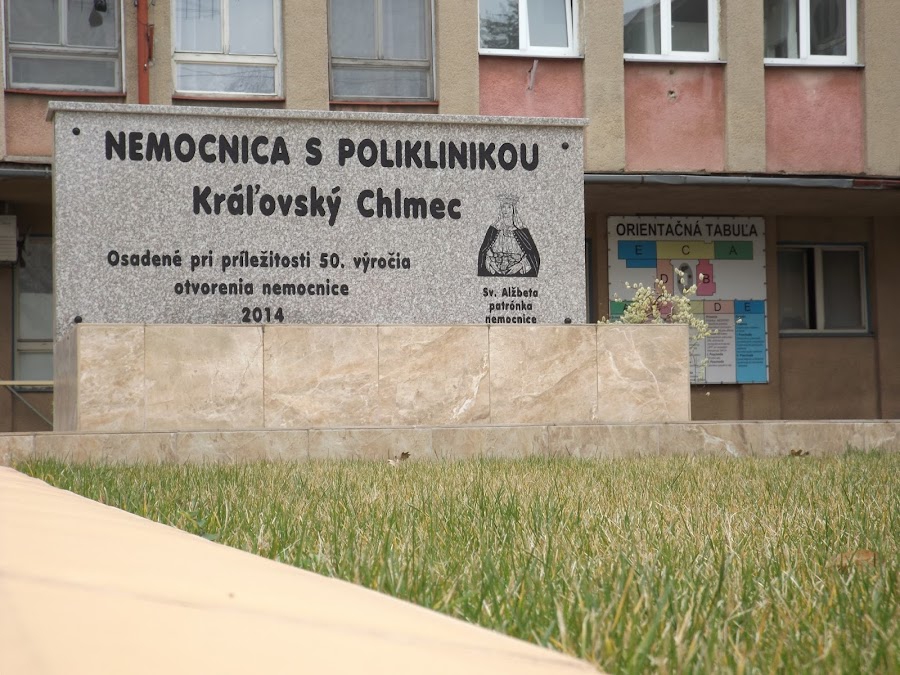 NEMOCNICA S POLIKLINIKOU
Kráľovský Chlmec
Osadené pri príležitosti 50. výročia
otvorenia nemocnice
2014
Sv. Alžbeta
patrónka
nemocnice
ORIENTAČNÁ TABUĽA
E C A
D B
A D E